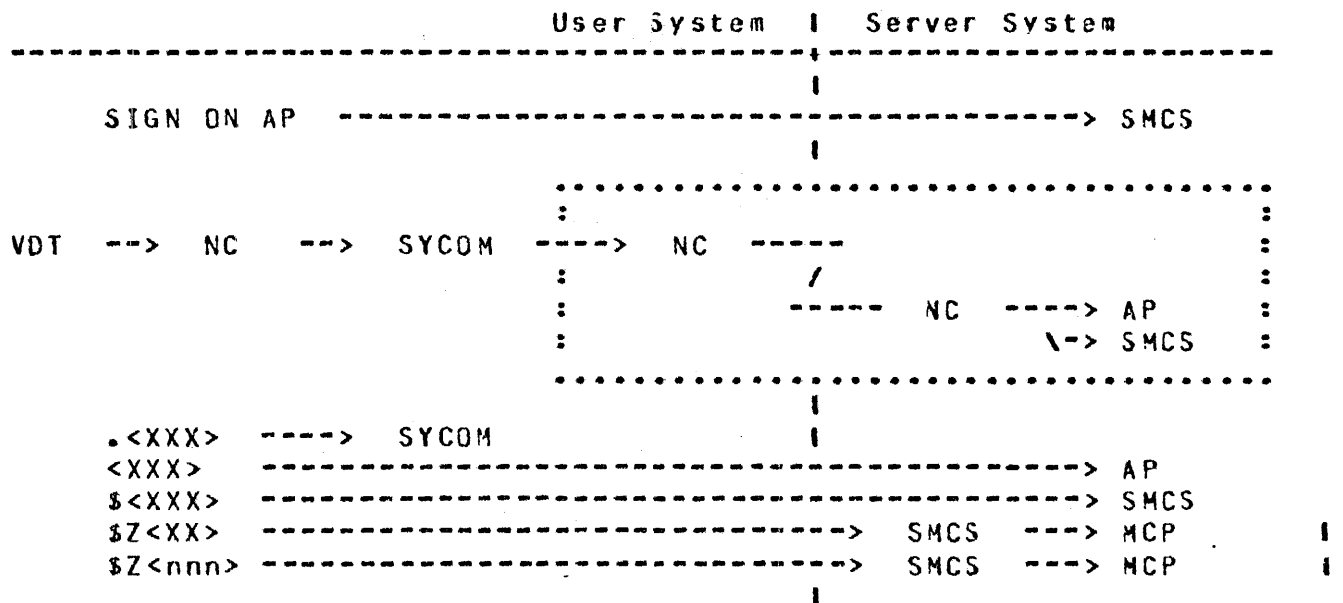 User System | Server System
SIGN ON AP ----------------------------------------------> SMCS
VDT --> NC --> SYCOM ----> NC -----
----- NC ----> AP
\-> SMCS
.<XXX> ----> SYCOM
<XXX> --------------------------------------------------> AP
$<XXX> --------------------------------------------------> SMCS
$Z<XX> ------------------------------------> SMCS ---> MCP |
$Z<nnn> ------------------------------------> SMCS ---> MCP |